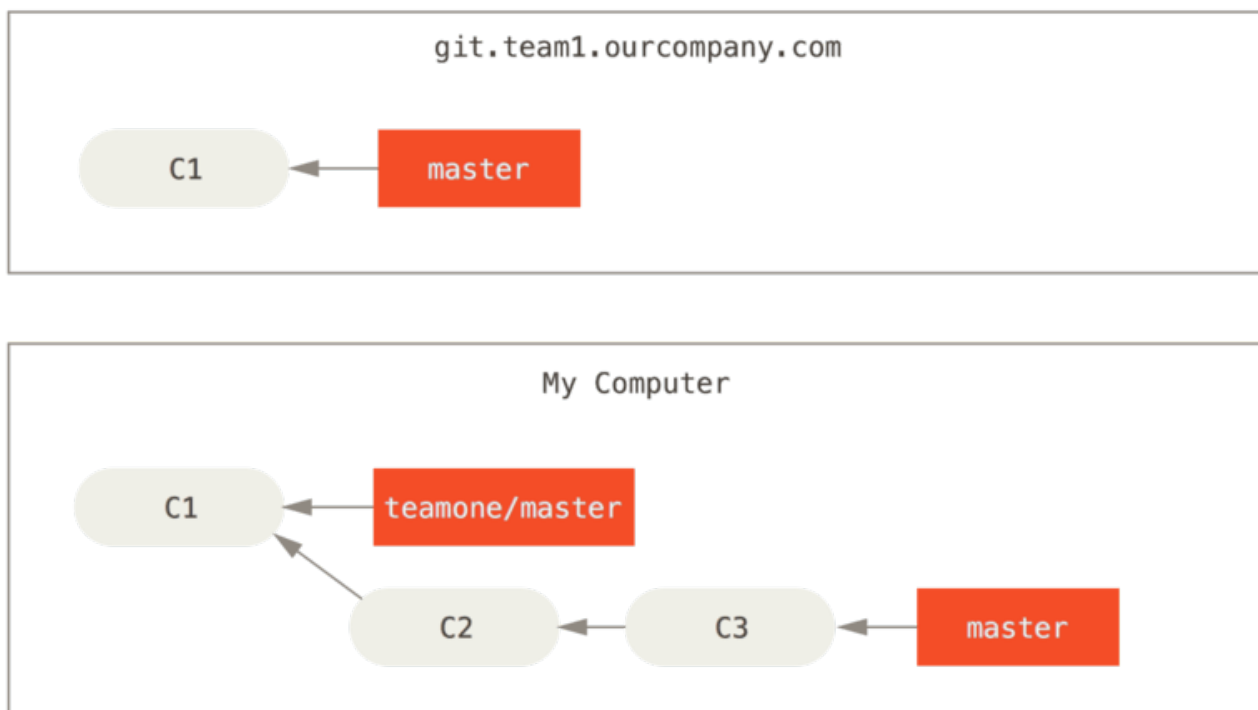 git.team1.ourcompany.com
C1
master
My Computer
C1
teamone/master
C2
C3
master